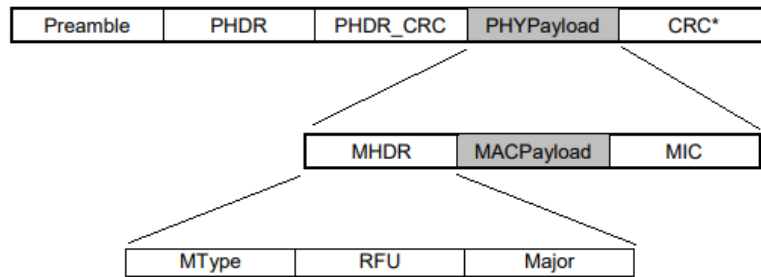 Preamble PHDR PHDR_CRC PHYPayload CRC*
MHDR MACPayload MIC
MType RFU Major